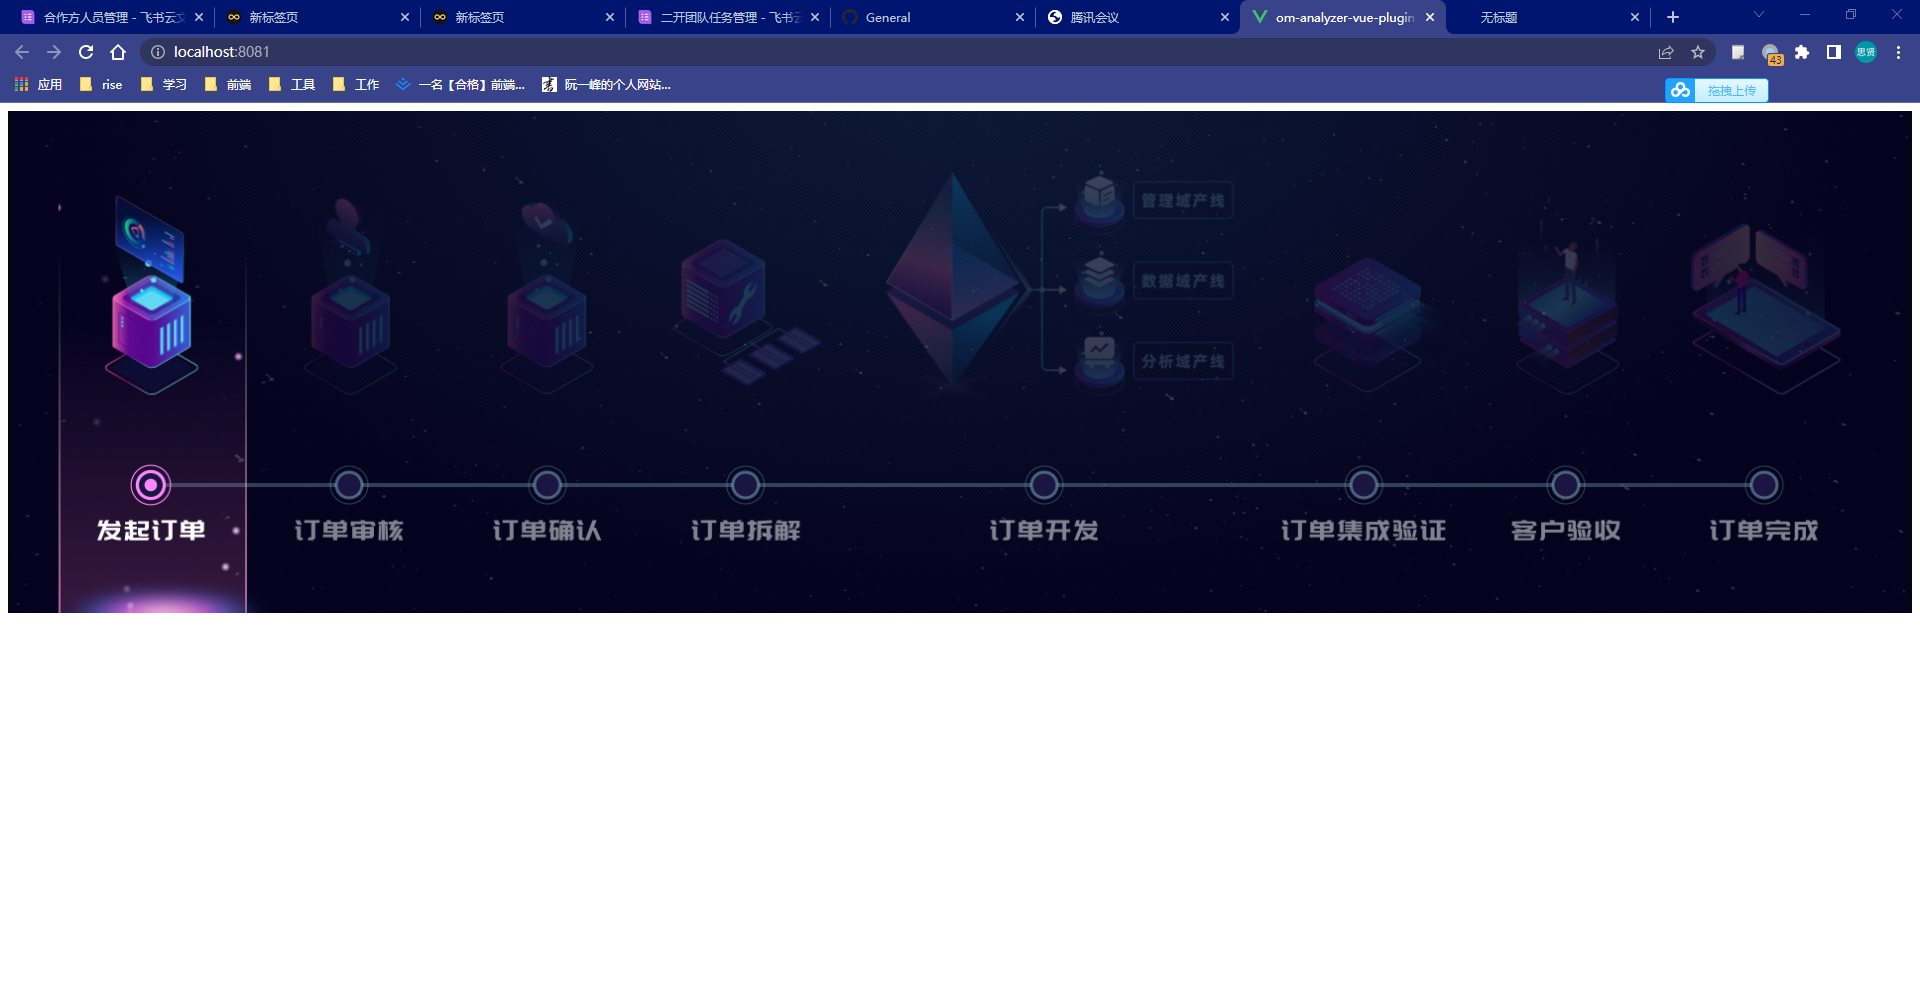 合作方人员管理 - 飞书云文
新标签页
新标签页
二开团队任务管理 - 飞书云
General
腾讯会议
om-analyzer-vue-plugin
无标题
localhost:8081
43
思贤
应用
rise
学习
前端
工具
工作
一名【合格】前端...
阮一峰的个人网站...
拖拽上传
管理域产线
数据域产线
分析域产线
发起订单
订单审核
订单确认
订单拆解
订单开发
订单集成验证
客户验收
订单完成